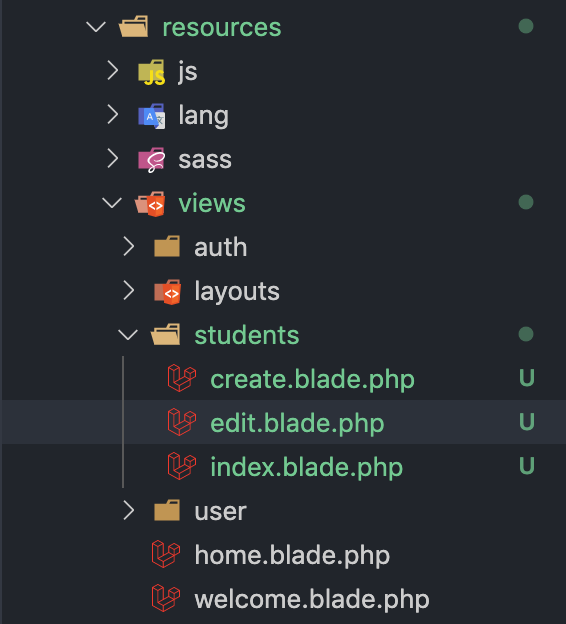 resources
js
lang
sass
views
auth
layouts
students
create.blade.php U
edit.blade.php U
index.blade.php U
user
home.blade.php
welcome.blade.php